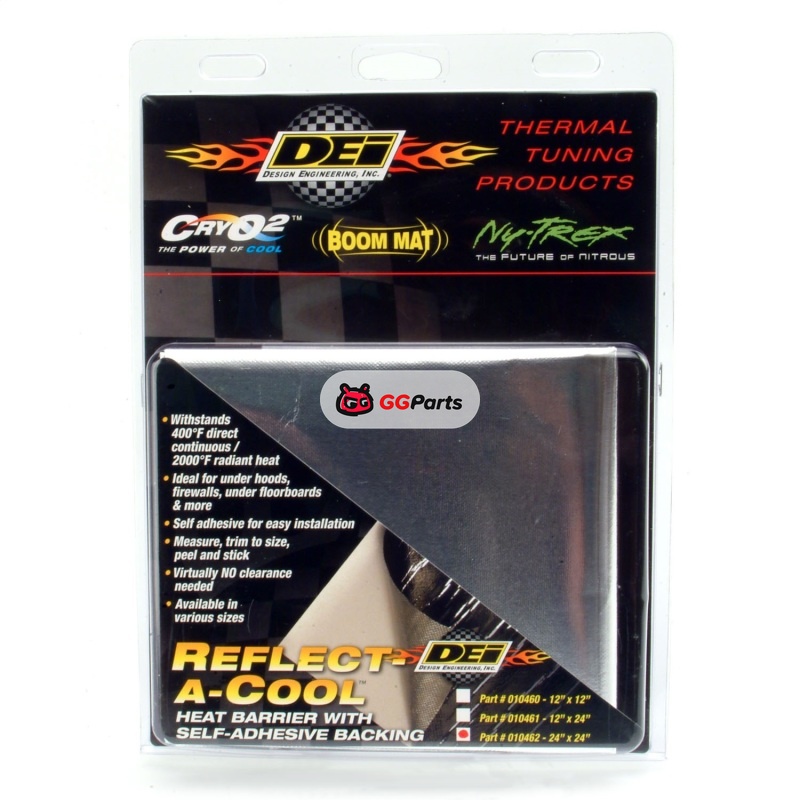 DEI
DESIGN ENGINEERING, INC.
THERMAL
TUNING
PRODUCTS
CRYO2™
THE POWER OF COOL
BOOM MAT
NY-TREX
THE FUTURE OF NITROUS
GG GGParts
• Withstands
400°F direct
continuous /
2000°F radiant heat
• Ideal for under hoods,
firewalls, under floorboards
& more
• Self adhesive for easy installation
• Measure, trim to size,
peel and stick
• Virtually NO clearance
needed
• Available in
various sizes
REFLECT-
A-COOL™
HEAT BARRIER WITH
SELF-ADHESIVE BACKING
DEI
DESIGN ENGINEERING, INC.
Part # 010460 - 12" x 12"
Part # 010461 - 12" x 24"
Part # 010462 - 24" x 24"